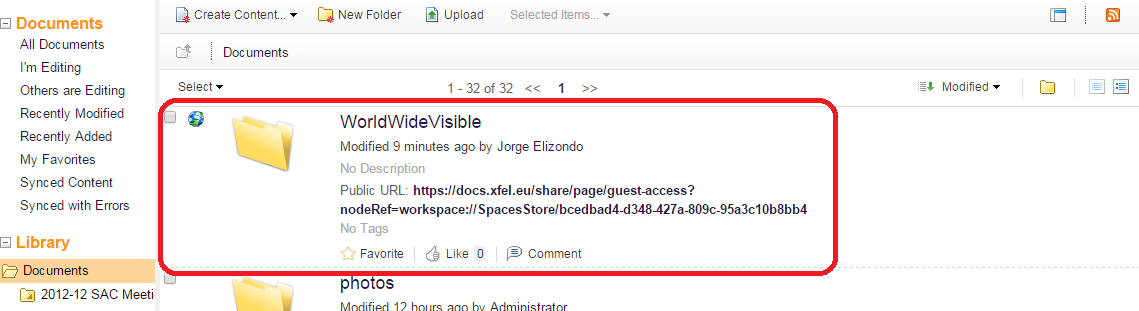 Create Content... New Folder Upload Selected Items...
Documents
Select 1 - 32 of 32 << 1 >> Modified
Documents
All Documents
I'm Editing
Others are Editing
Recently Modified
Recently Added
My Favorites
Synced Content
Synced with Errors
Library
Documents
2012-12 SAC Meeti
WorldWideVisible
Modified 9 minutes ago by Jorge Elizondo
No Description
Public URL: https://docs.xfel.eu/share/page/guest-access?
nodeRef=workspace://SpacesStore/bcedbad4-d348-427a-809c-95a3c10b8bb4
No Tags
Favorite Like 0 Comment
photos
Modified 12 hours ago by Administrator